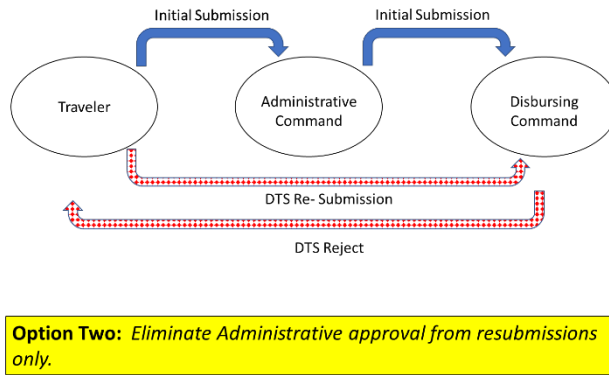 Initial Submission
Initial Submission
Traveler
Administrative
Command
Disbursing
Command
DTS Re- Submission
DTS Reject
Option Two: Eliminate Administrative approval from resubmissions
only.